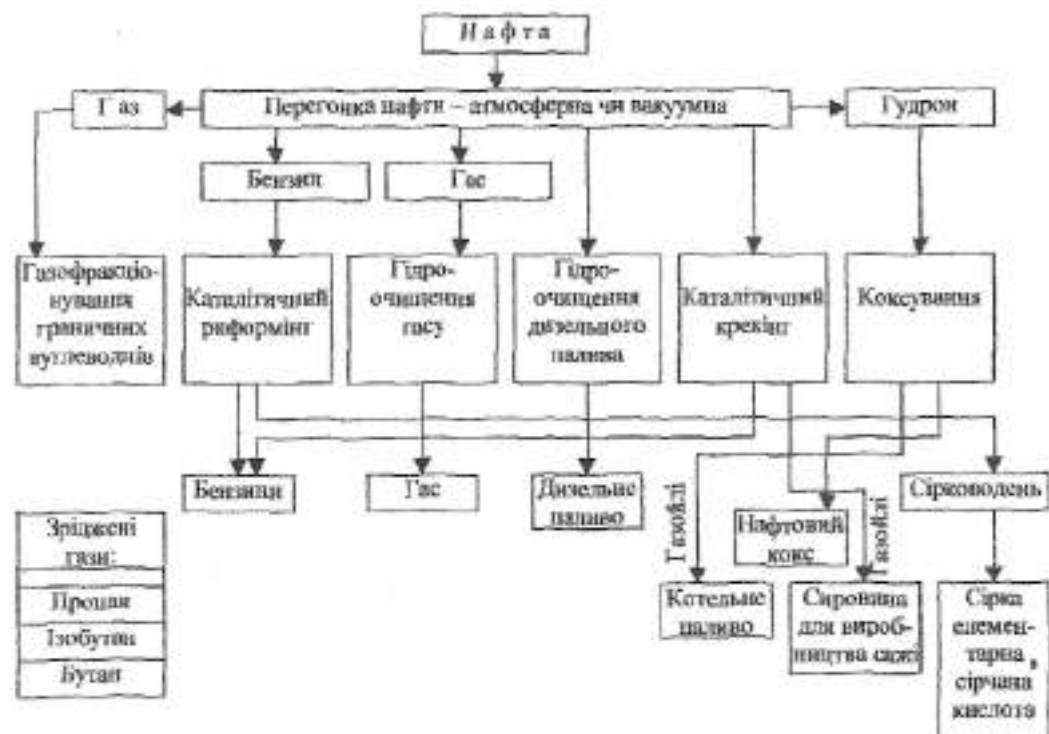 Нафта
Газ
Перегонка нафти – атмосферна чи вакуумна
Гудрон
Бензин
Гас
Газофракціо-
нування
граничних
вуглеводнів
Каталітичний
риформінг
Гідро-
очищення
гасу
Гідро-
очищення
дизельного
палива
Каталітичний
крекінг
Коксування
Бензини
Гас
Дизельне
паливо
Газойлі
Нафтовий
кокс
Газойлі
Сірководень
Зріджені
гази:
Пропан
Ізобутан
Бутан
Котельне
паливо
Сировина
для вироб-
ництва сажі
Сірка
елемен-
тарна,
сірчана
кислота